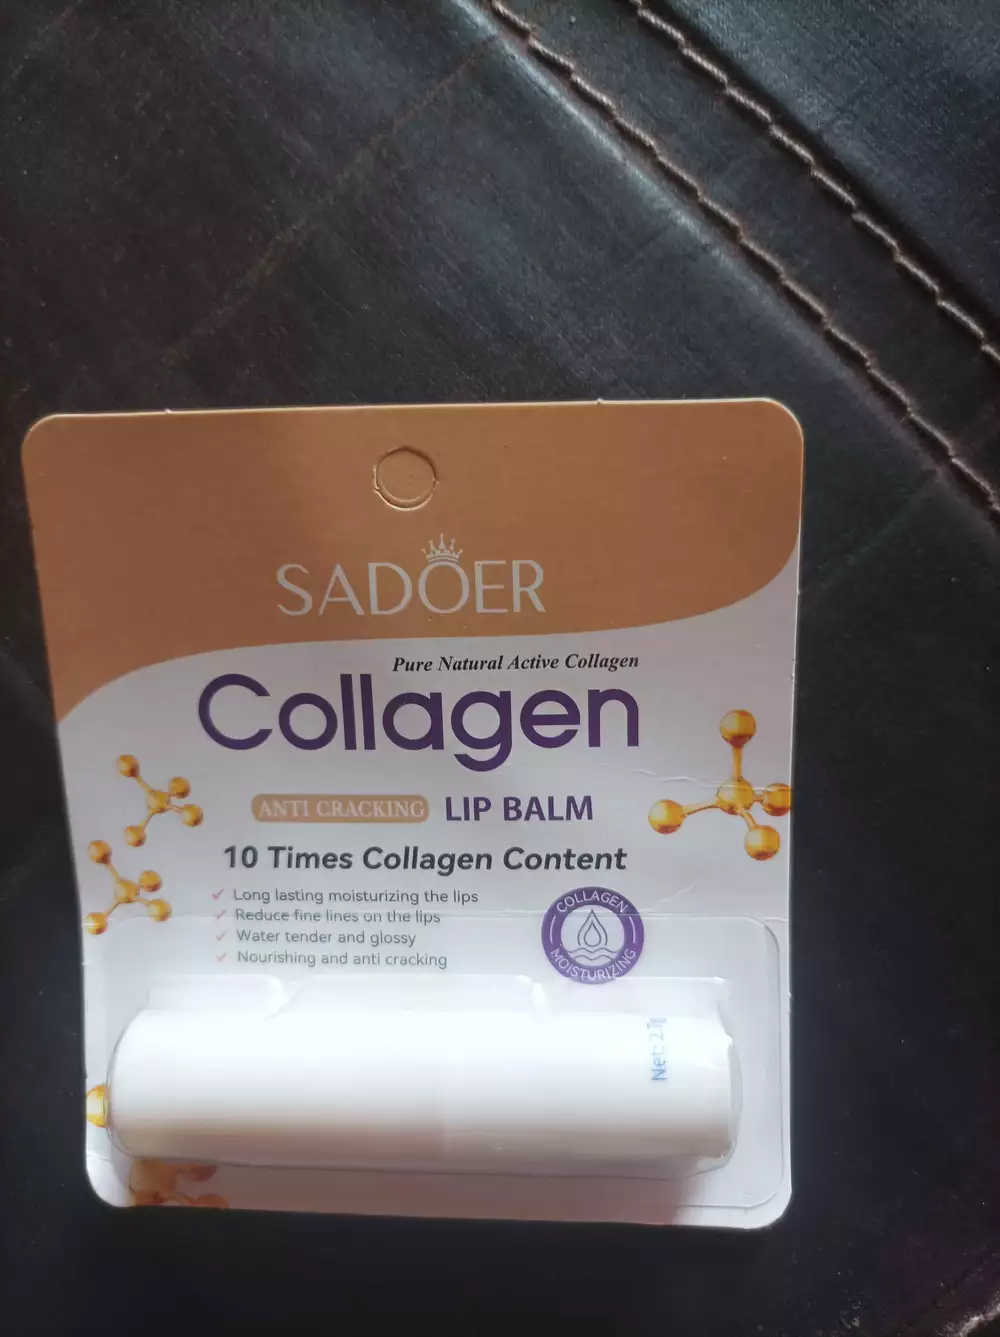 SADOER
Pure Natural Active Collagen
Collagen
ANTI CRACKING LIP BALM
10 Times Collagen Content
Long lasting moisturizing the lips
Reduce fine lines on the lips
Water tender and glossy
Nourishing and anti cracking
COLLAGEN
MOISTURIZING
Net: